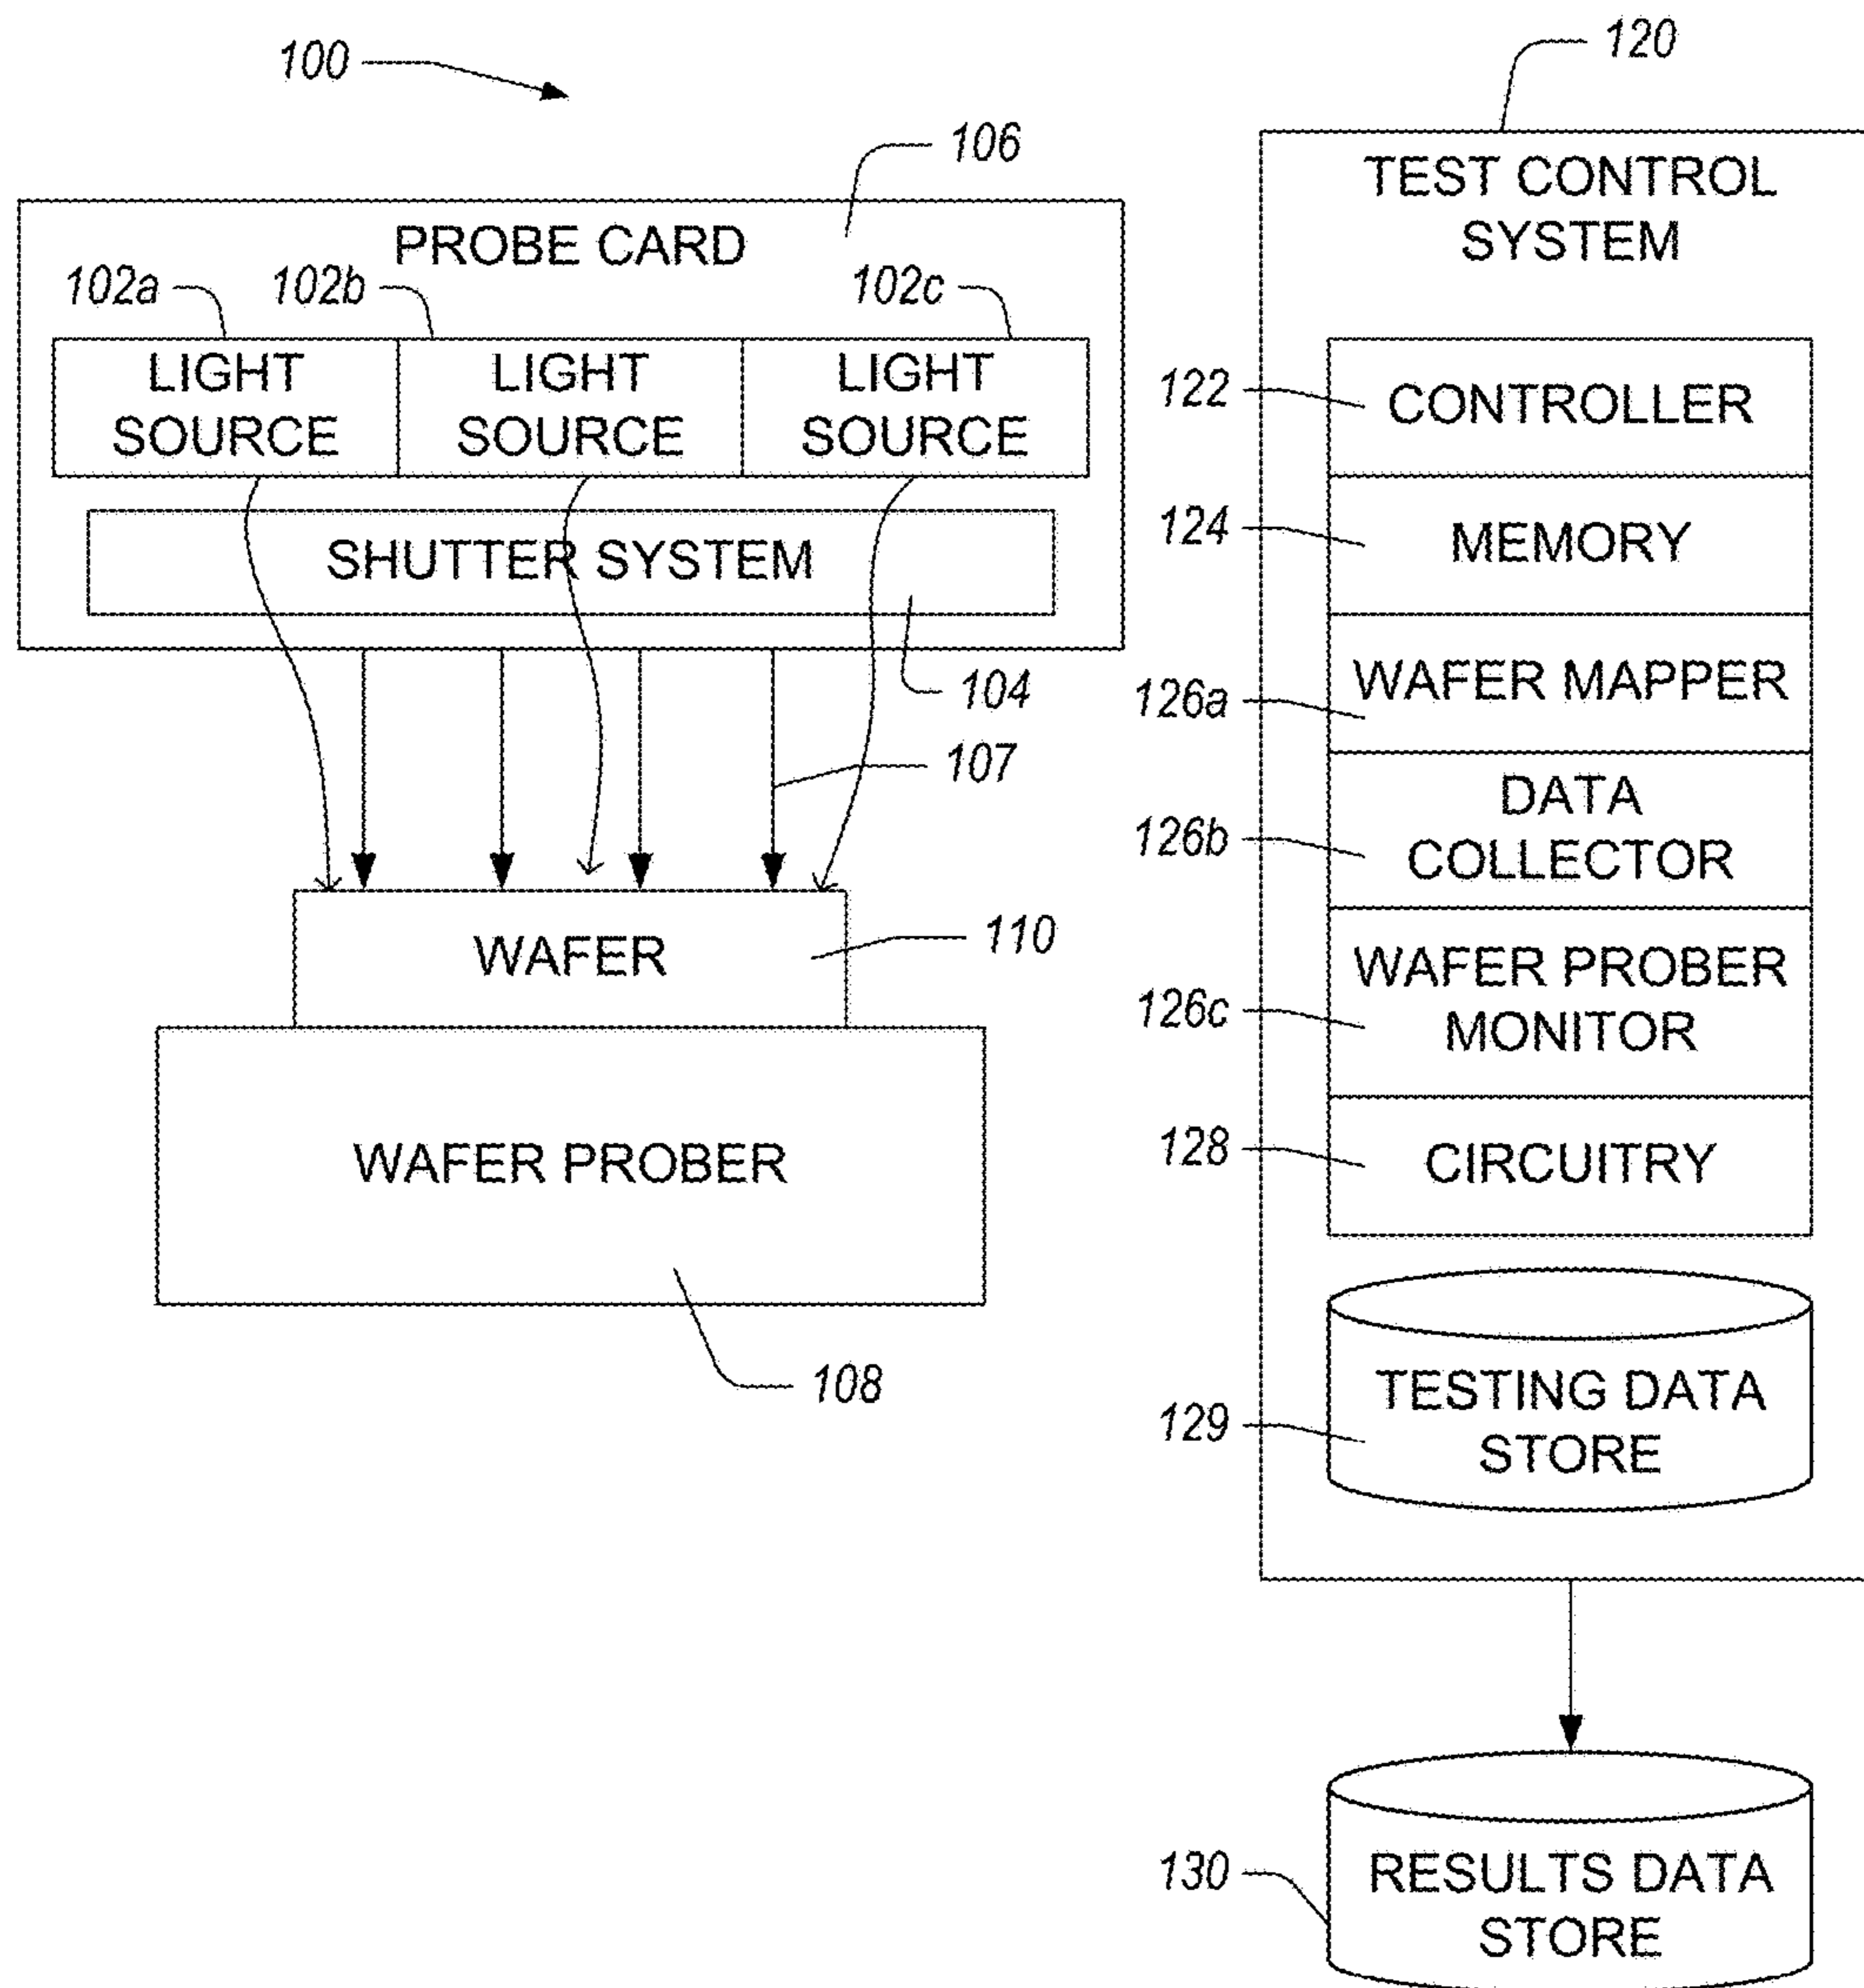 100
106
PROBE CARD
102a
102b
102c
LIGHT
SOURCE
LIGHT
SOURCE
LIGHT
SOURCE
SHUTTER SYSTEM
104
107
WAFER
110
WAFER PROBER
108
120
TEST CONTROL
SYSTEM
122
CONTROLLER
124
MEMORY
126a
WAFER MAPPER
126b
DATA
COLLECTOR
126c
WAFER PROBER
MONITOR
128
CIRCUITRY
129
TESTING DATA
STORE
130
RESULTS DATA
STORE